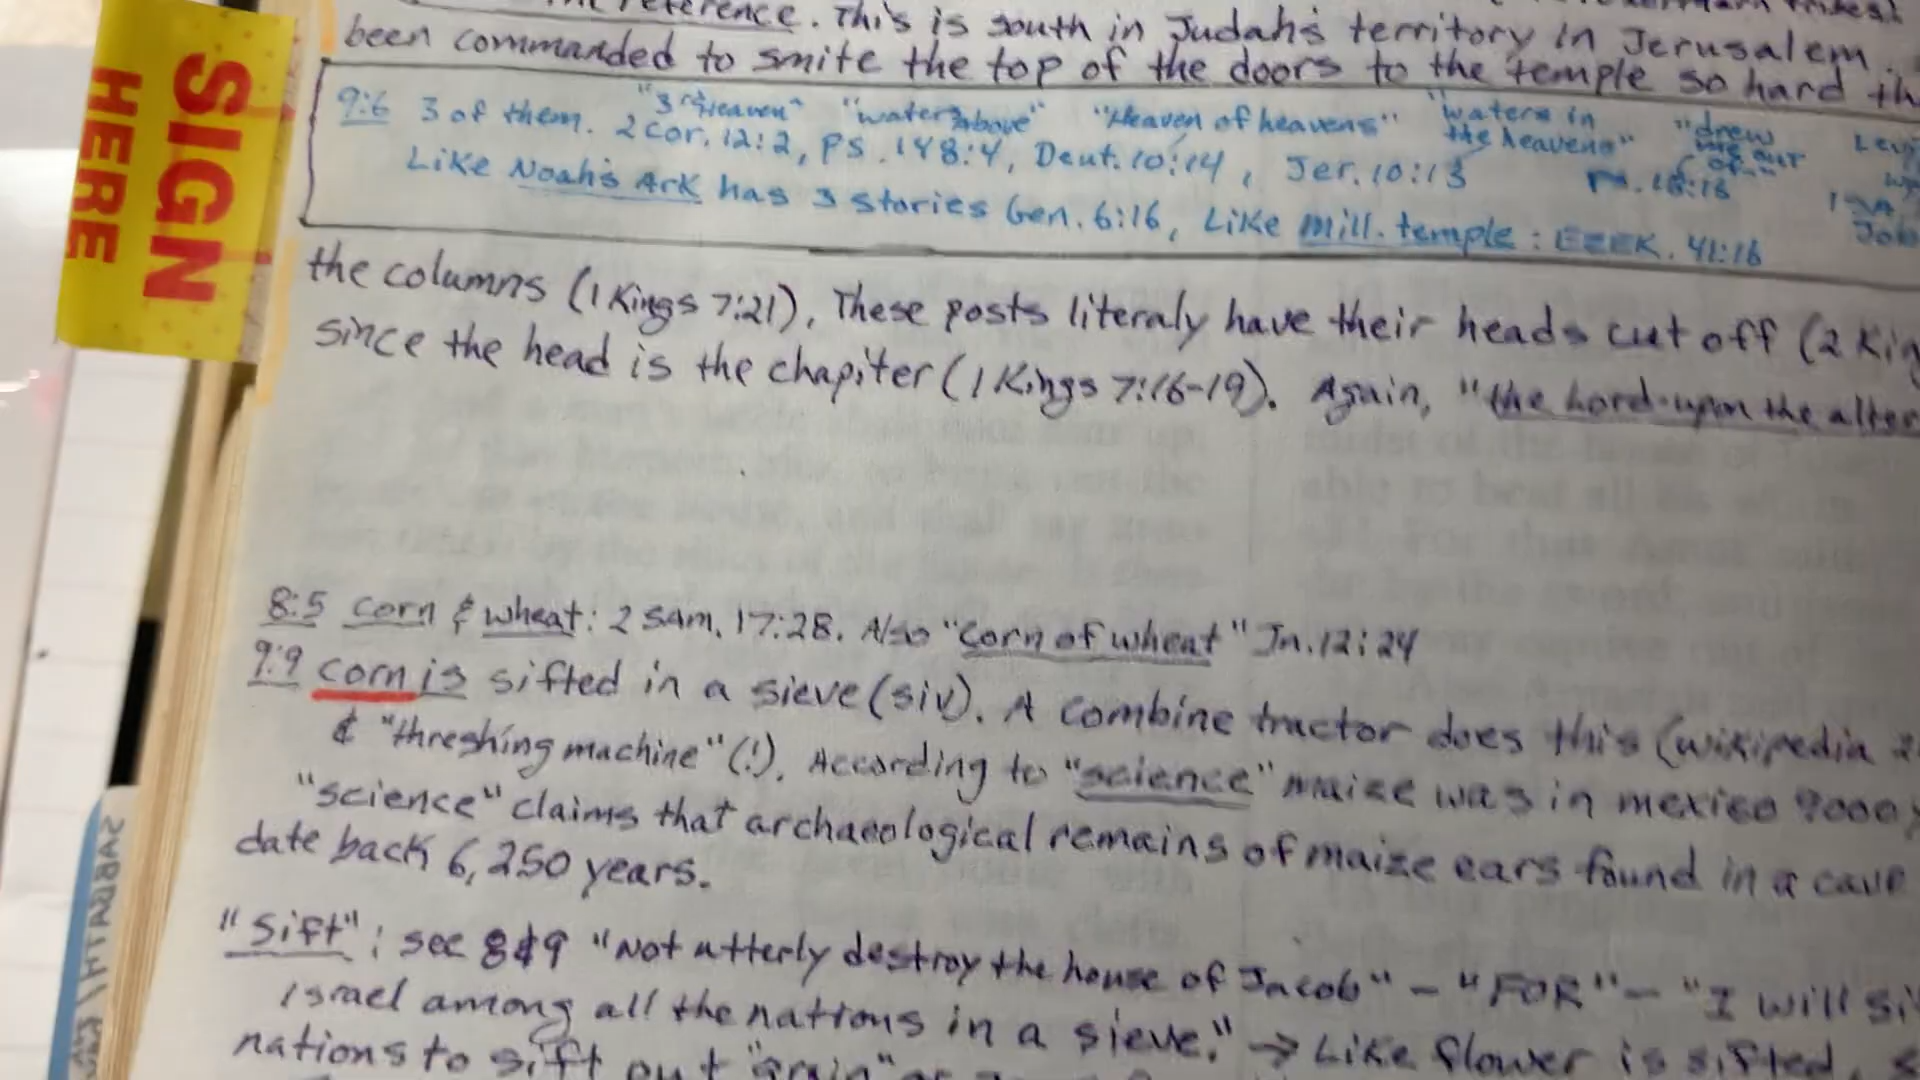 reference. This is south in Judah's territory in Jerusalem.
been commanded to smite the top of the doors to the temple so hard th
SIGN
HERE
"3rd Heaven" "waters above" "Heaven of heavens" "waters in the heavens" "drew me out of"
9:6 3 of them. 2 Cor. 12:2, PS. 148:4, Deut. 10:14, Jer. 10:13
Like Noah's Ark has 3 stories Gen. 6:16, Like mill. temple: EZEK. 41:16
the columns (1 Kings 7:21), These posts literaly have their heads cut off (2 Kin
since the head is the chapiter (1 Kings 7:16-19). Again, "the Lord upon the alter
8:5 corn & wheat: 2 Sam. 17:28. Also "Corn of wheat" Jn. 12:24
9:9 corn is sifted in a sieve (siv). A combine tractor does this (wikipedia
& "threshing machine" (!). According to "science" maize was in mexico 9000
"science" claims that archaeological remains of maize ears found in a cave
date back 6,250 years.
"Sift": see 8&9 "Not utterly destroy the house of Jacob" - "FOR" - "I will si
Israel among all the nations in a sieve." → Like flower is sifted,
nations to sift out "grain"